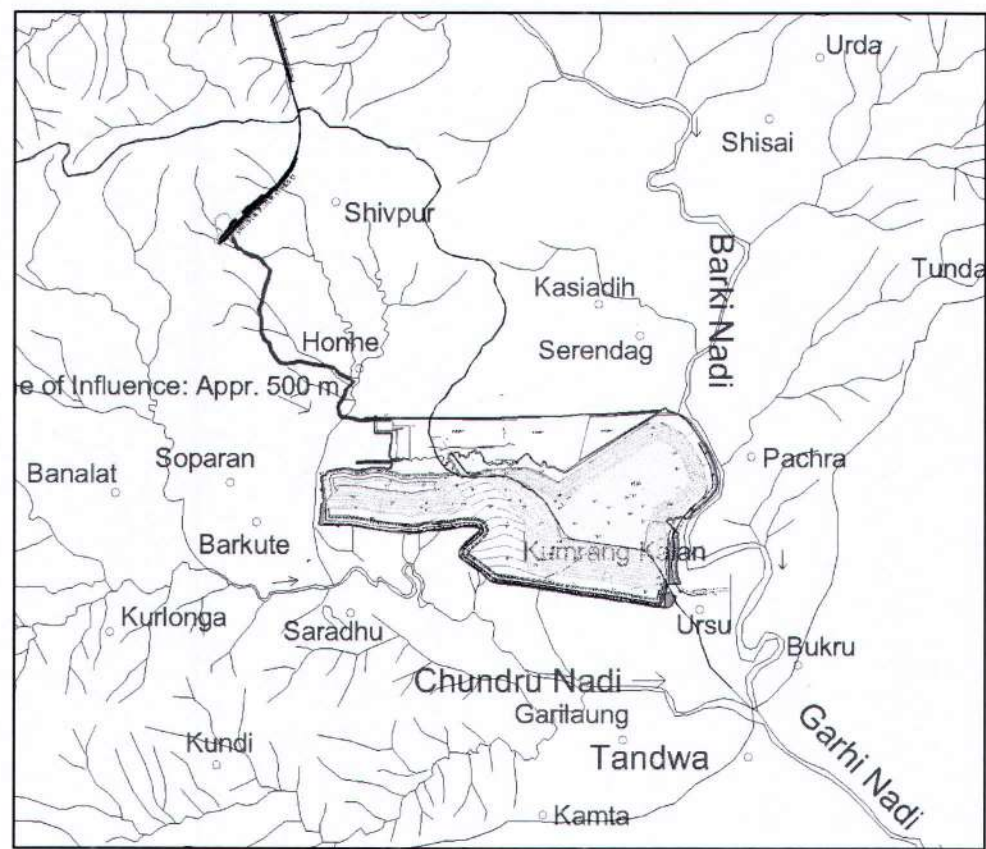 Urda
Shisai
Shivpur
Barki Nadi
Tunda
Kasiadih
Serendag
Honhe
e of Influence: Appr. 500 m
Banalat
Soparan
Pachra
Barkute
Kumrang Kalan
Kurlonga
Saradhu
Ursu
Bukru
Chundru Nadi
Garilaung
Kundi
Tandwa
Garhi Nadi
Kamta